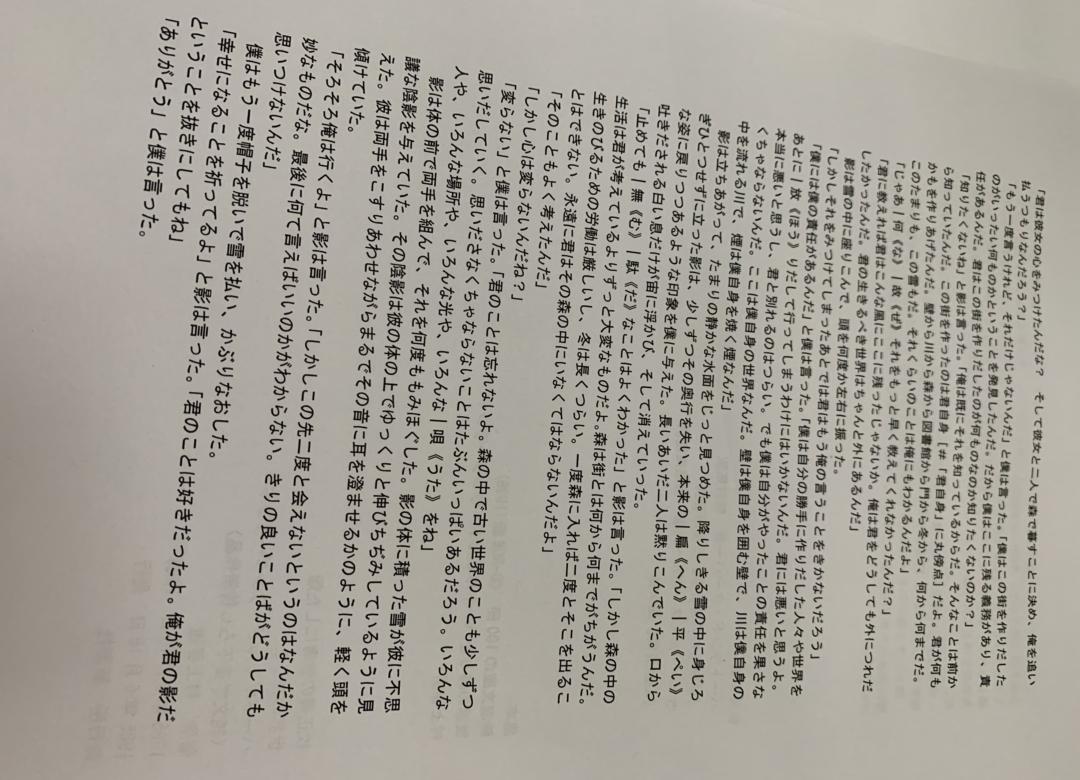 「君は彼女の心をみつけたんだな？　そして彼女と二人で森で暮すことに決め、俺を追い
払うつもりなんだろう？」
「もう一度言うけれど、それだけじゃないんだ」と僕は言った。「僕はこの街を作りだした
のがいったい何ものかということを発見したんだ。だから僕はここに残る義務があり、責
任があるんだ。君はこの街を作りだしたのが何ものなのか知りたくないのか？」
「知りたくないね」と影は言った。「俺は既にそれを知っているからだ。そんなことは前か
ら知っていたんだ。この街を作ったのは君自身［＃「君自身」に丸傍点］だよ。君が何も
かもを作りあげたんだ。壁から川から森から図書館から門から冬から、何から何までだ。
このたまりも、この雪もだ。それくらいのことは俺にもわかるんだよ」
「じゃあ｜何《な》｜故《ぜ》それをもっと早く教えてくれなかったんだ？」
「君に教えれば君はこんな風にここに残ったじゃないか。俺は君をどうしても外につれだ
したかったんだ。君の生きるべき世界はちゃんと外にあるんだ」
影は雪の中に座りこんで、頭を何度か左右に振った。
「しかしそれをみつけてしまったあとでは君はもう俺の言うことをきかないだろう」
「僕には僕の責任があるんだ」と僕は言った。「僕は自分の勝手に作りだした人々や世界を
あとに｜放《ほう》りだして行ってしまうわけにはいかないんだ。君には悪いと思うよ。
本当に悪いと思うし、君と別れるのはつらい。でも僕は自分がやったことの責任を果さな
くちゃならないんだ。ここは僕自身の世界なんだ。壁は僕自身を囲む壁で、川は僕自身の
中を流れる川で、煙は僕自身を焼く煙なんだ」
影は立ちあがって、たまりの静かな水面をじっと見つめた。降りしきる雪の中に身じろ
ぎひとつせずに立った影は、少しずつその奥行を失い、本来の｜扁《へん》｜平《ぺい》
な姿に戻りつつあるような印象を僕に与えた。長いあいだ二人は黙りこんでいた。口から
吐きだされる白い息だけが宙に浮かび、そして消えていった。
「止めても｜無《む》｜駄《だ》なことはよくわかった」と影は言った。「しかし森の中の
生活は君が考えているよりずっと大変なものだよ。森は街とは何から何までがちがうんだ。
生きのびるための労働は厳しいし、冬は長くつらい。一度森に入れば二度とそこを出るこ
とはできない。永遠に君はその森の中にいなくてはならないんだよ」
「そのこともよく考えたんだ」
「しかし心は変らないんだね？」
「変らない」と僕は言った。「君のことは忘れないよ。森の中で古い世界のことも少しずつ
思いだしていく。思いださなくちゃならないことはたぶんいっぱいあるだろう。いろんな
人や、いろんな場所や、いろんな光や、いろんな｜唄《うた》をね」
影は体の前で両手を組んで、それを何度ももみほぐした。影の体に積った雪が彼に不思
議な陰影を与えていた。その陰影は彼の体の上でゆっくりと伸びちぢみしているように見
えた。彼は両手をこすりあわせながらまるでその音に耳を澄ませるかのように、軽く頭を
傾けていた。
「そろそろ俺は行くよ」と影は言った。「しかしこの先二度と会えないというのはなんだか
妙なものだな。最後に何て言えばいいのかがわからない。きりの良いことばがどうしても
思いつけないんだ」
僕はもう一度帽子を脱いで雪を払い、かぶりなおした。
「幸せになることを祈ってるよ」と影は言った。「君のことは好きだったよ。俺が君の影だ
ということを抜きにしてもね」
「ありがとう」と僕は言った。